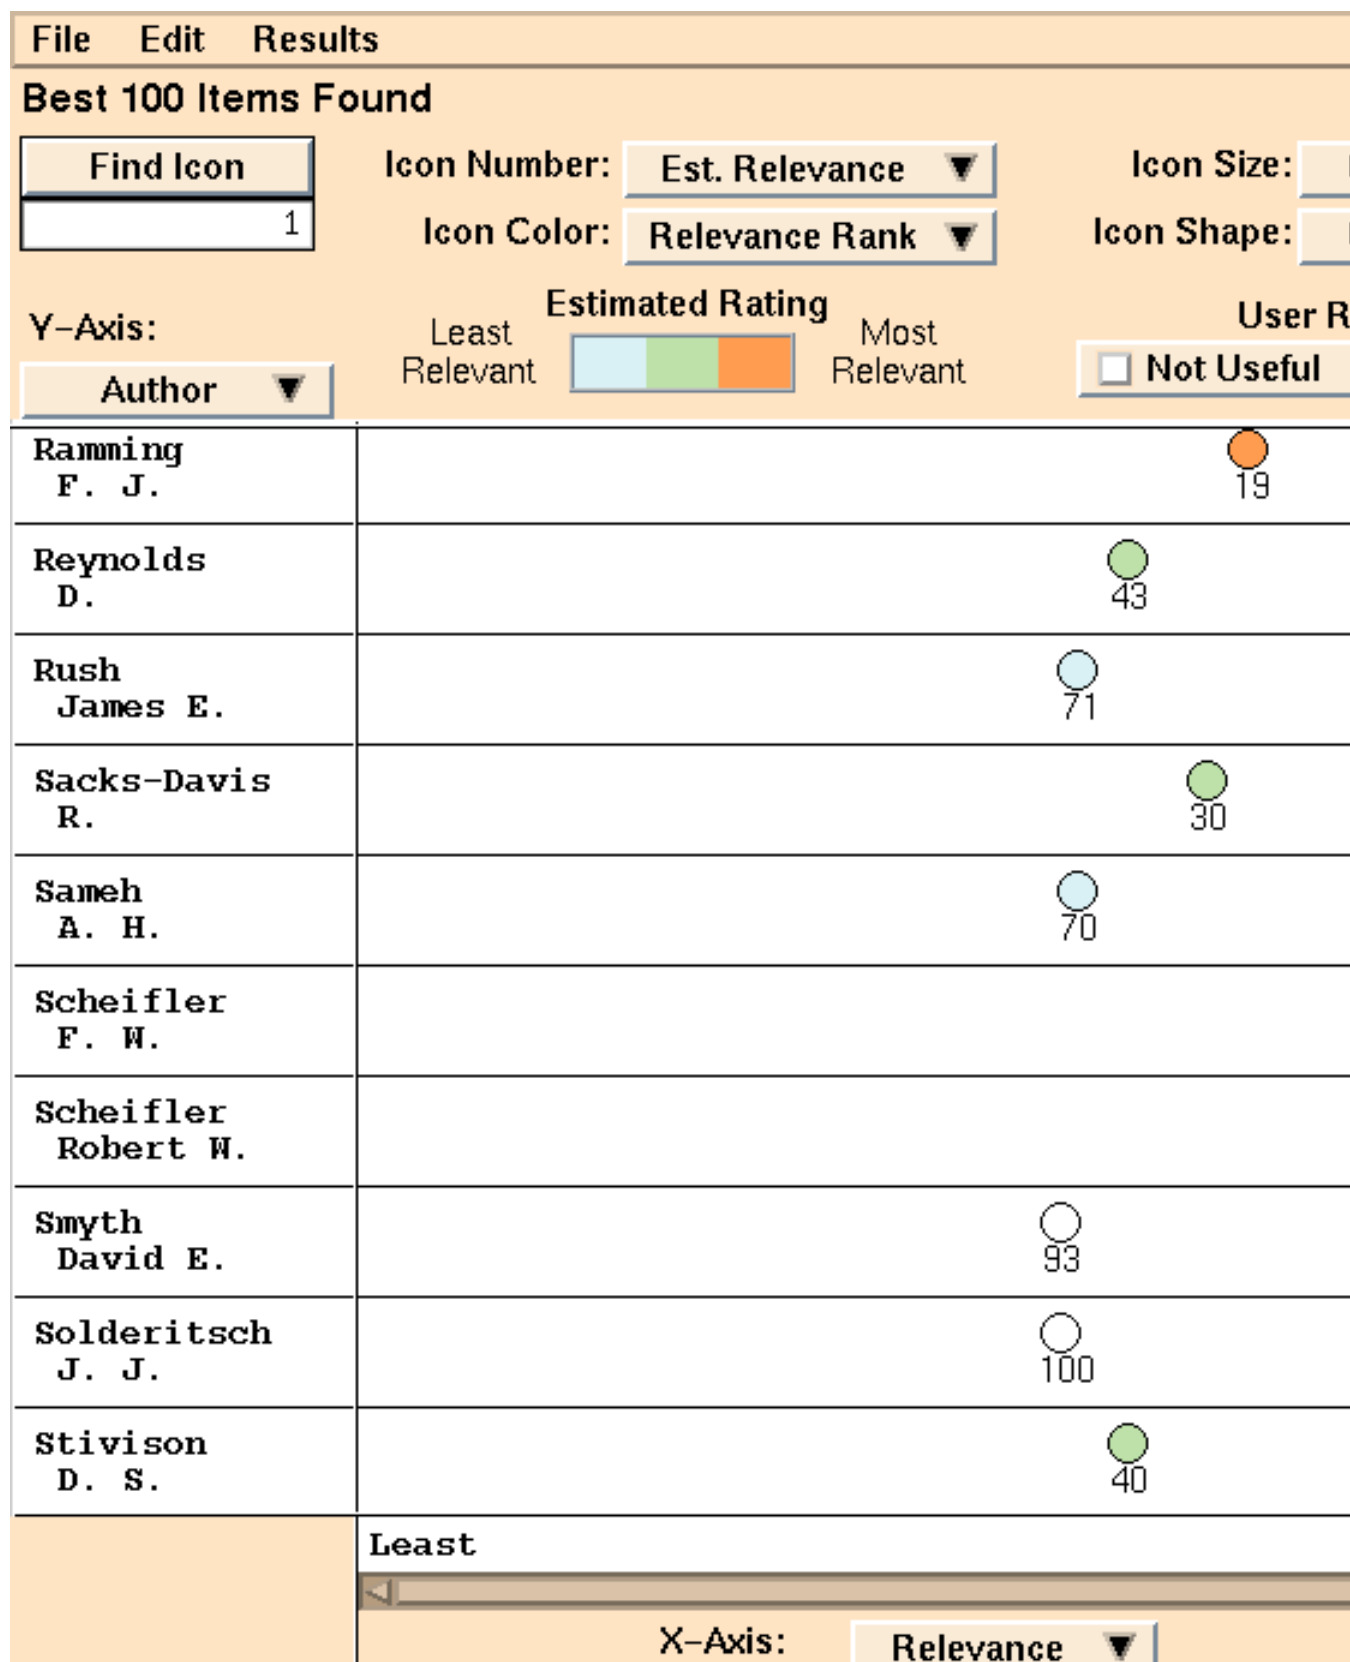 File Edit Results
Best 100 Items Found
Find Icon
1
Icon Number: Est. Relevance
Icon Size:
Icon Color: Relevance Rank
Icon Shape:
Y-Axis:
Author
Estimated Rating
Least
Relevant
Most
Relevant
User R
Not Useful
Ramming
F. J.
19
Reynolds
D.
43
Rush
James E.
71
Sacks-Davis
R.
30
Sameh
A. H.
70
Scheifler
F. W.
Scheifler
Robert W.
Smyth
David E.
93
Solderitsch
J. J.
100
Stivison
D. S.
40
Least
X-Axis: Relevance